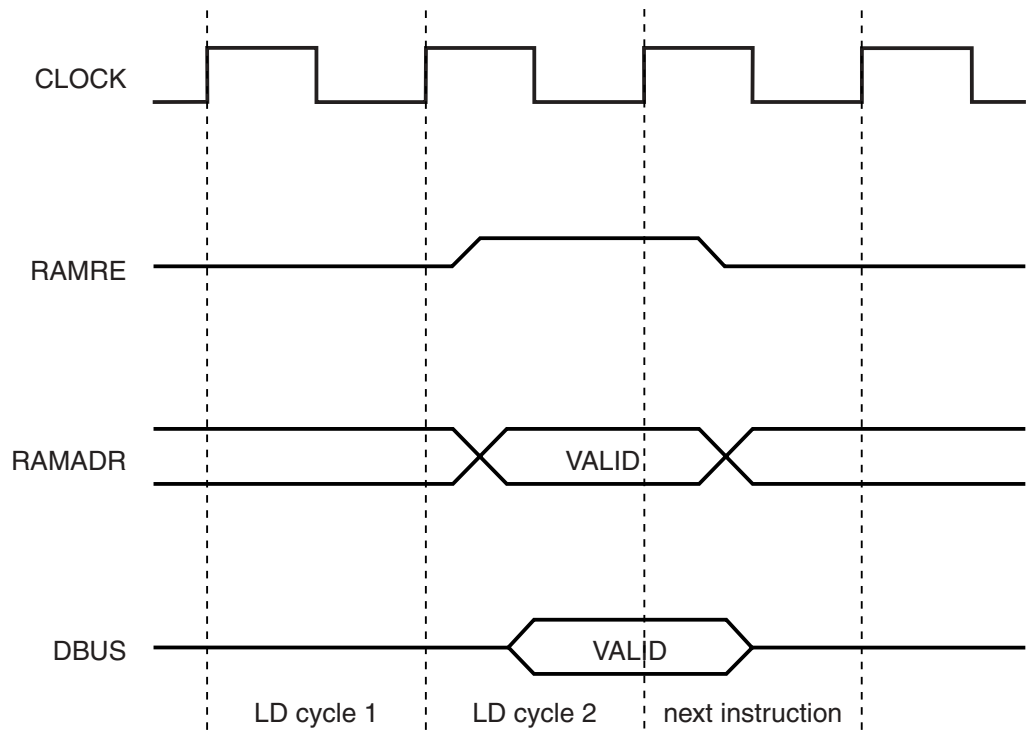 CLOCK
RAMRE
RAMADR
VALID
DBUS
VALID
LD cycle 1
LD cycle 2
next instruction